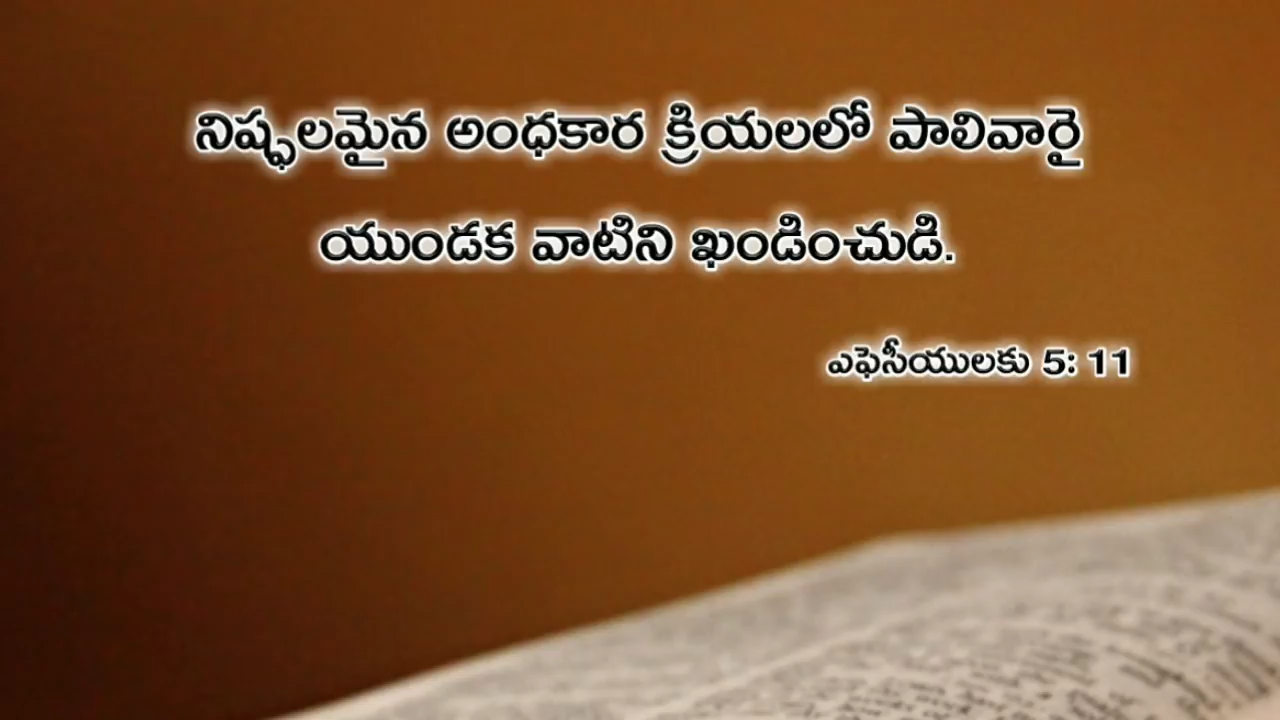 నిష్ఫలమైన అంధకార క్రియలలో పాలివారై
యుండక వాటిని ఖండించుడి.
ఎఫెసీయులకు 5: 11